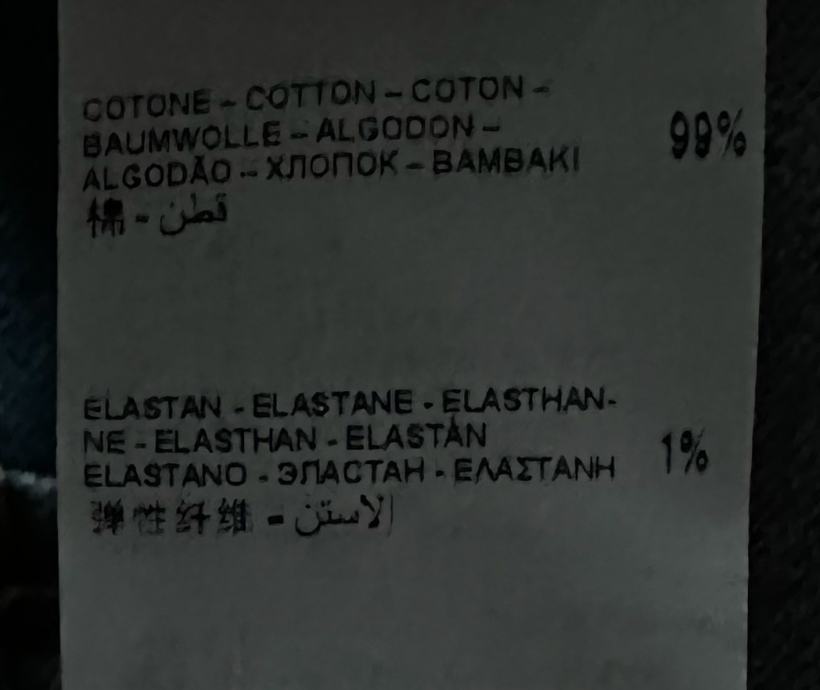 COTONE - COTTON - COTON -
BAUMWOLLE - ALGODON -
ALGODÃO - ХЛОПОК - BAMBAKI
99%
棉 - قطن
ELASTAN - ELASTANE - ELASTHAN-
NE - ELASTHAN - ELASTÁN
ELASTANO - ЭЛАСТАН - ΕΛΑΣΤΑΝΗ
1%
弹性纤维 - الاستن